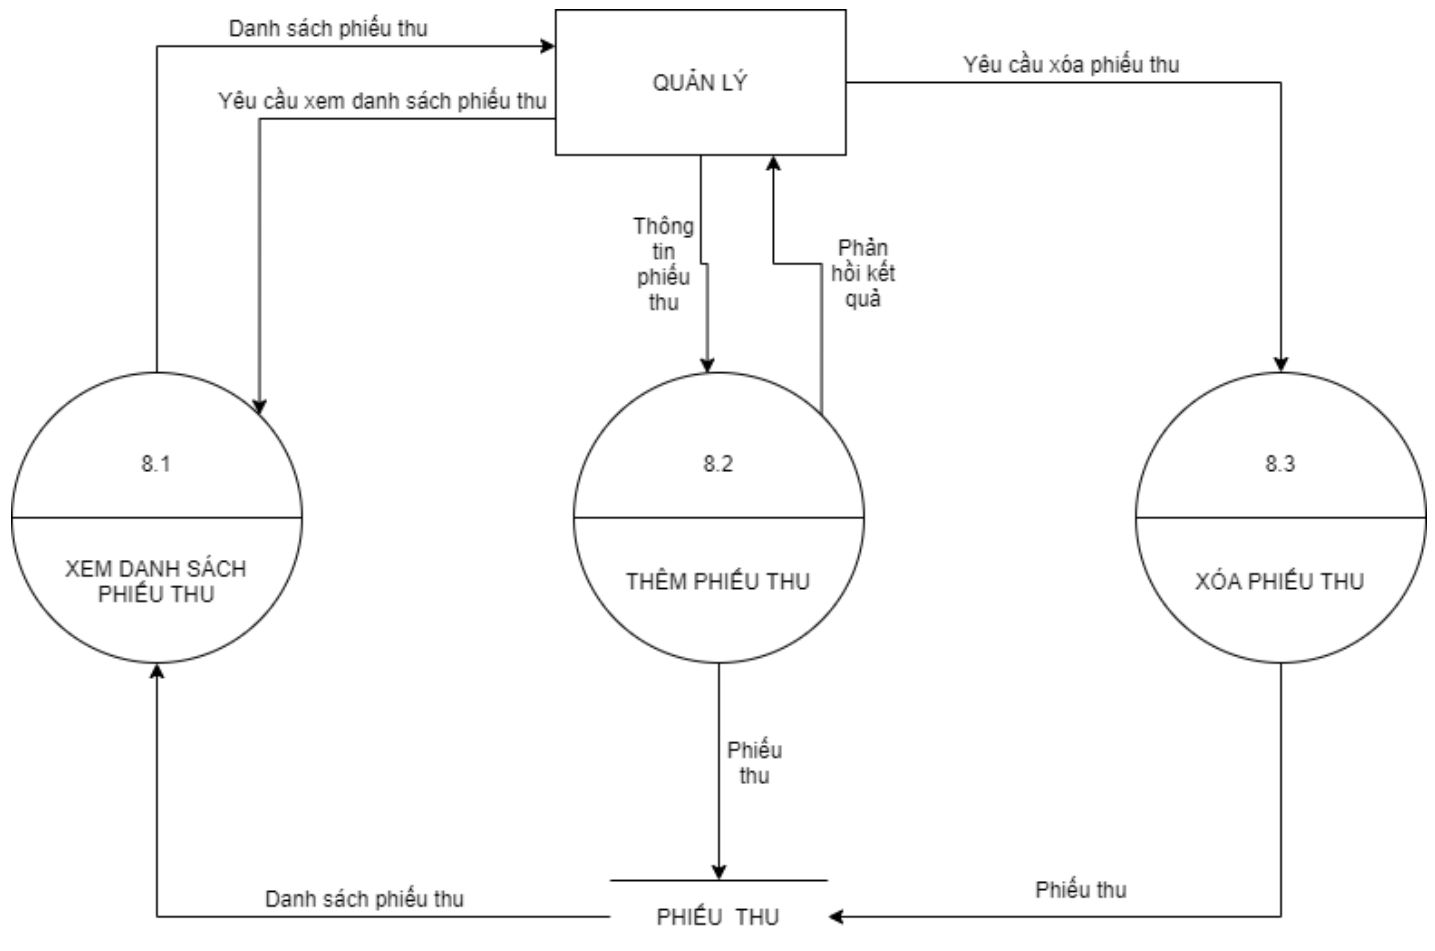 Danh sách phiếu thu
QUẢN LÝ
Yêu cầu xóa phiếu thu
Yêu cầu xem danh sách phiếu thu
Thông
tin
phiếu
thu
Phản
hồi kết
quả
8.1
XEM DANH SÁCH
PHIẾU THU
8.2
THÊM PHIẾU THU
8.3
XÓA PHIẾU THU
Phiếu
thu
Danh sách phiếu thu
PHIẾU THU
Phiếu thu